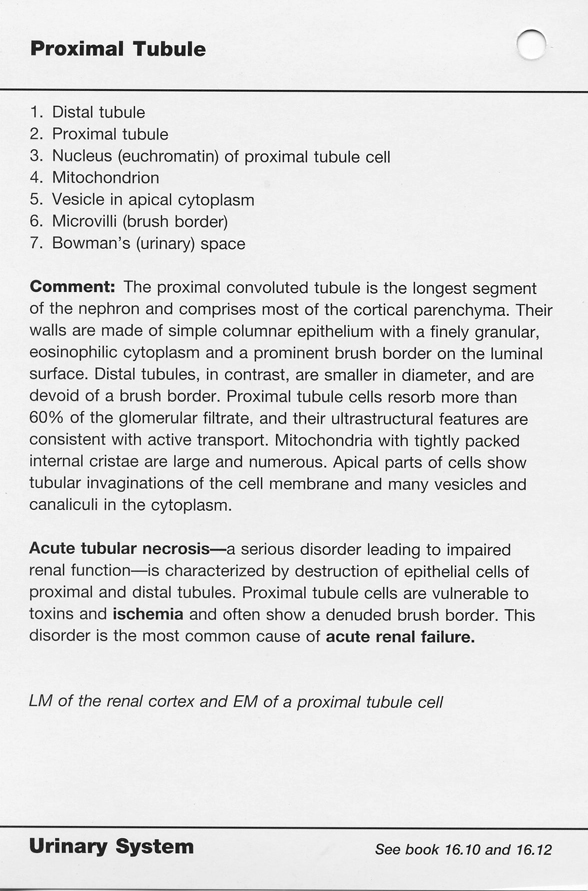 Proximal Tubule
1. Distal tubule
2. Proximal tubule
3. Nucleus (euchromatin) of proximal tubule cell
4. Mitochondrion
5. Vesicle in apical cytoplasm
6. Microvilli (brush border)
7. Bowman's (urinary) space
Comment: The proximal convoluted tubule is the longest segment
of the nephron and comprises most of the cortical parenchyma. Their
walls are made of simple columnar epithelium with a finely granular,
eosinophilic cytoplasm and a prominent brush border on the luminal
surface. Distal tubules, in contrast, are smaller in diameter, and are
devoid of a brush border. Proximal tubule cells resorb more than
60% of the glomerular filtrate, and their ultrastructural features are
consistent with active transport. Mitochondria with tightly packed
internal cristae are large and numerous. Apical parts of cells show
tubular invaginations of the cell membrane and many vesicles and
canaliculi in the cytoplasm.
Acute tubular necrosis—a serious disorder leading to impaired
renal function—is characterized by destruction of epithelial cells of
proximal and distal tubules. Proximal tubule cells are vulnerable to
toxins and ischemia and often show a denuded brush border. This
disorder is the most common cause of acute renal failure.
LM of the renal cortex and EM of a proximal tubule cell
Urinary System
See book 16.10 and 16.12